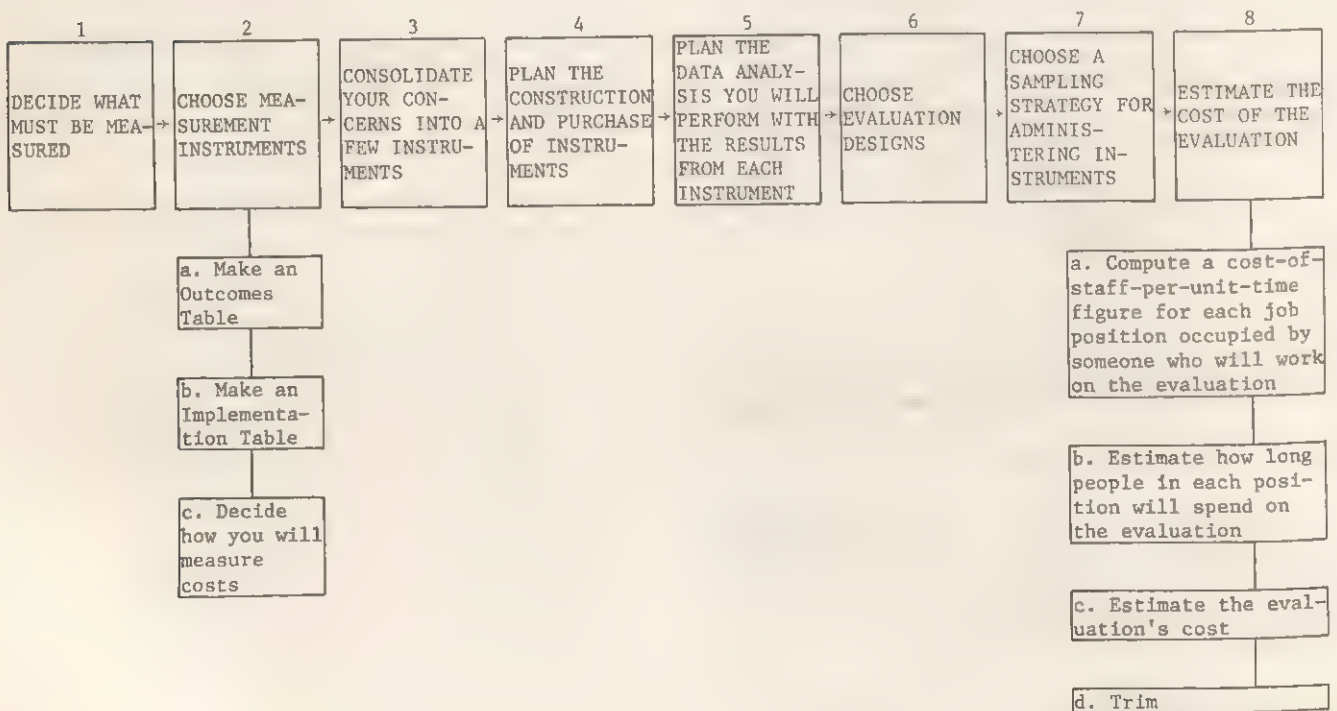 1
DECIDE WHAT
MUST BE MEA-
SURED
2
CHOOSE MEA-
SUREMENT
INSTRUMENTS
3
CONSOLIDATE
YOUR CON-
CERNS INTO A
FEW INSTRU-
MENTS
4
PLAN THE
CONSTRUCTION
AND PURCHASE
OF INSTRU-
MENTS
5
PLAN THE
DATA ANALY-
SIS YOU WILL
PERFORM WITH
THE RESULTS
FROM EACH
INSTRUMENT
6
CHOOSE
EVALUATION
DESIGNS
7
CHOOSE A
SAMPLING
STRATEGY FOR
ADMINIS-
TERING IN-
STRUMENTS
8
ESTIMATE THE
COST OF THE
EVALUATION
a. Make an
Outcomes
Table
b. Make an
Implementa-
tion Table
c. Decide
how you will
measure
costs
a. Compute a cost-of-
staff-per-unit-time
figure for each job
position occupied by
someone who will work
on the evaluation
b. Estimate how long
people in each posi-
tion will spend on
the evaluation
c. Estimate the eval-
uation's cost
d. Trim